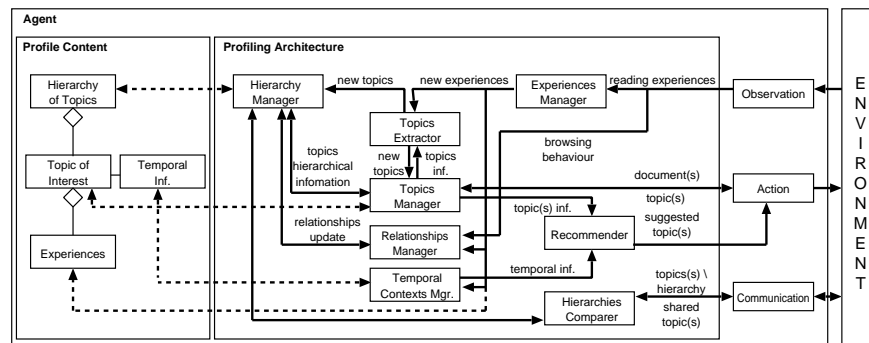 Agent
Profile Content
Profiling Architecture
Hierarchy
of Topics
Topic of
Interest
Temporal
Inf.
Experiences
Hierarchy
Manager
new topics
new experiences
Experiences
Manager
reading experiences
Observation
Topics
Extractor
browsing
behaviour
topics
hierarchical
infomation
new
topics
topics
inf.
Topics
Manager
document(s)
topic(s)
Action
topic(s) inf.
suggested
topic(s)
relationships
update
Relationships
Manager
Recommender
Temporal
Contexts Mgr.
temporal inf.
topics(s) \
hierarchy
Hierarchies
Comparer
shared
topic(s)
Communication
E
N
V
I
R
O
N
M
E
N
T